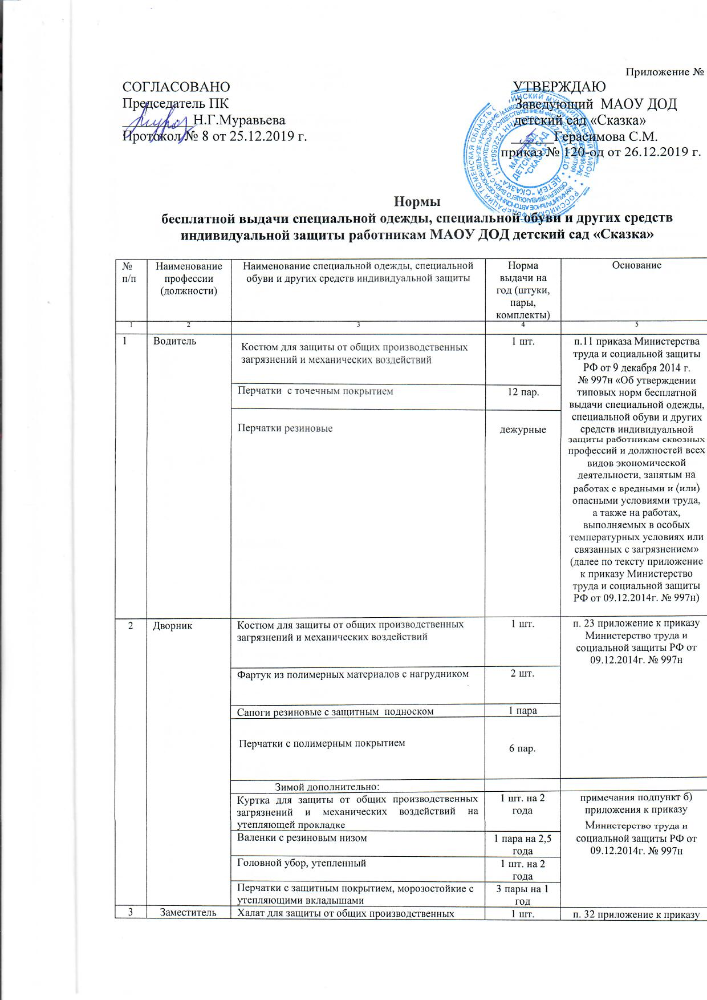 Приложение №
СОГЛАСОВАНО
Председатель ПК
Н.Г.Муравьева
Протокол № 8 от 25.12.2019 г.
УТВЕРЖДАЮ
Заведующий МАОУ ДОД
детский сад «Сказка»
Герасимова С.М.
приказ № 120-од от 26.12.2019 г.
МАОУ ДОД
ДЕТСКИЙ САД
"СКАЗКА"
Нормы
бесплатной выдачи специальной одежды, специальной обуви и других средств
индивидуальной защиты работникам МАОУ ДОД детский сад «Сказка»
№
п/п
Наименование
профессии
(должности)
Наименование специальной одежды, специальной
обуви и других средств индивидуальной защиты
Норма
выдачи на
год (штуки,
пары,
комплекты)
Основание
1 2 3 4 5
1
Водитель
Костюм для защиты от общих производственных
загрязнений и механических воздействий
1 шт.
Перчатки с точечным покрытием
12 пар.
Перчатки резиновые
дежурные
п.11 приказа Министерства
труда и социальной защиты
РФ от 9 декабря 2014 г.
№ 997н «Об утверждении
типовых норм бесплатной
выдачи специальной одежды,
специальной обуви и других
средств индивидуальной
защиты работникам сквозных
профессий и должностей всех
видов экономической
деятельности, занятым на
работах с вредными и (или)
опасными условиями труда,
а также на работах,
выполняемых в особых
температурных условиях или
связанных с загрязнением»
(далее по тексту приложение
к приказу Министерство
труда и социальной защиты
РФ от 09.12.2014г. № 997н)
2
Дворник
Костюм для защиты от общих производственных
загрязнений и механических воздействий
1 шт.
п. 23 приложение к приказу
Министерство труда и
социальной защиты РФ от
09.12.2014г. № 997н
Фартук из полимерных материалов с нагрудником
2 шт.
Сапоги резиновые с защитным подноском
1 пара
Перчатки с полимерным покрытием
6 пар.
Зимой дополнительно:
Куртка для защиты от общих производственных
загрязнений и механических воздействий на
утепляющей прокладке
1 шт. на 2
года
примечания подпункт б)
приложения к приказу
Министерство труда и
социальной защиты РФ от
09.12.2014г. № 997н
Валенки с резиновым низом
1 пара на 2,5
года
Головной убор, утепленный
1 шт. на 2
года
Перчатки с защитным покрытием, морозостойкие с
утепляющими вкладышами
3 пары на 1
год
3
Заместитель
Халат для защиты от общих производственных
1 шт.
п. 32 приложение к приказу